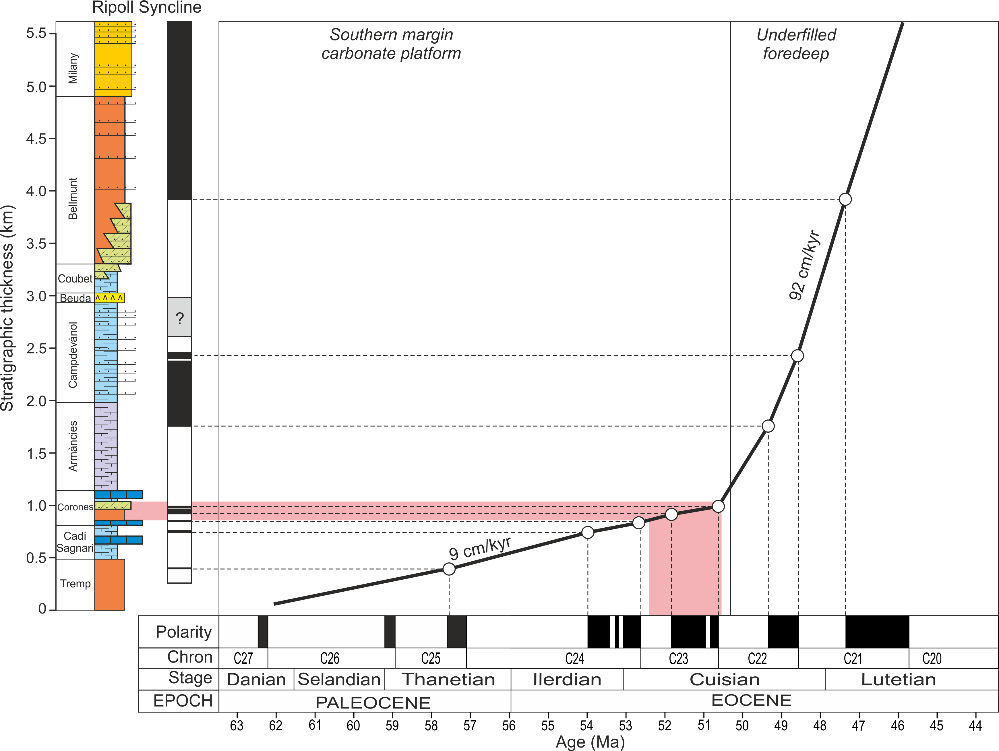 Ripoll Syncline
Southern margin
carbonate platform
Underfilled
foredeep
Stratigraphic thickness (km)
5.5
5.0
4.5
4.0
3.5
3.0
2.5
2.0
1.5
1.0
0.5
0
Milany
Bellmunt
Coubet
Beuda
Campdevànol
Armàncies
Corones
Cadí
Sagnari
Tremp
^ ^ ^ ^
?
92 cm/kyr
9 cm/kyr
Polarity
Chron
C27
C26
C25
C24
C23
C22
C21
C20
Stage
Danian
Selandian
Thanetian
Ilerdian
Cuisian
Lutetian
EPOCH
PALEOCENE
EOCENE
63
62
61
60
59
58
57
56
55
54
53
52
51
50
49
48
47
46
45
44
Age (Ma)